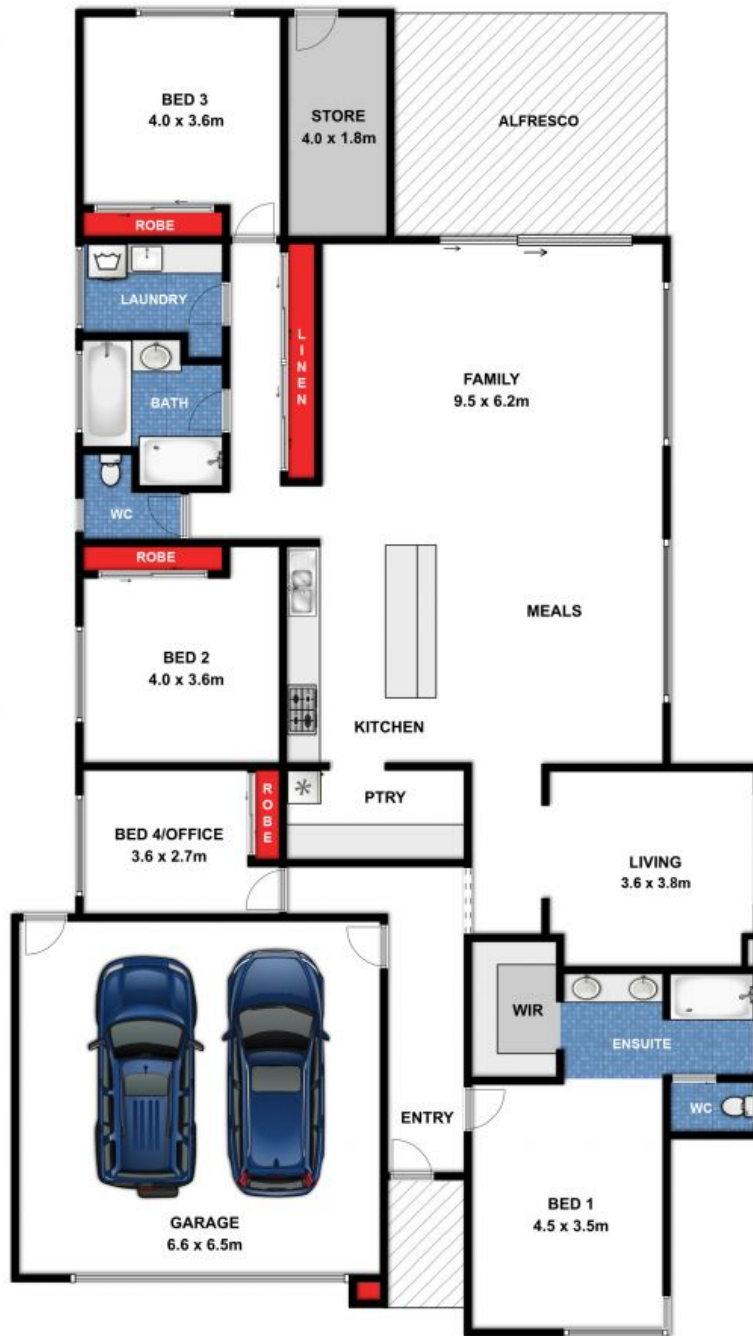 BED 3
4.0 x 3.6m
STORE
4.0 x 1.8m
ALFRESCO
ROBE
LAUNDRY
LINEN
FAMILY
9.5 x 6.2m
BATH
WC
ROBE
BED 2
4.0 x 3.6m
MEALS
KITCHEN
PTRY
ROBE
BED 4/OFFICE
3.6 x 2.7m
LIVING
3.6 x 3.8m
WIR
ENSUITE
WC
ENTRY
BED 1
4.5 x 3.5m
GARAGE
6.6 x 6.5m